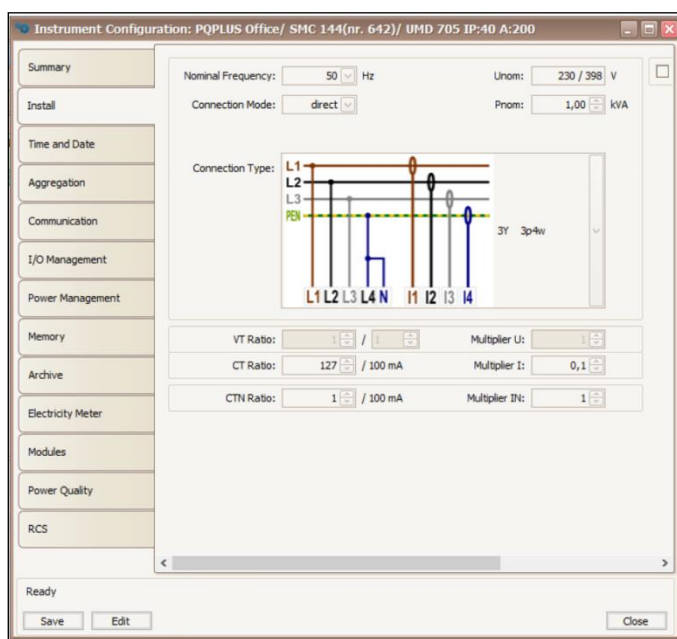 Instrument Configuration: PQPLUS Office/ SMC 144(nr. 642)/ UMD 705 IP:40 A:200
Summary
Install
Time and Date
Aggregation
Communication
I/O Management
Power Management
Memory
Archive
Electricity Meter
Modules
Power Quality
RCS
Nominal Frequency: 50 Hz Unom: 230 / 398 V
Connection Mode: direct Pnom: 1,00 kVA
Connection Type:
L1
L2
L3
PEN
L1 L2 L3 L4 N I1 I2 I3 I4
3Y 3p4w
VT Ratio: 1 / 1 Multiplier U: 1
CT Ratio: 127 / 100 mA Multiplier I: 0,1
CTN Ratio: 1 / 100 mA Multiplier IN: 1
Ready
Save Edit Close